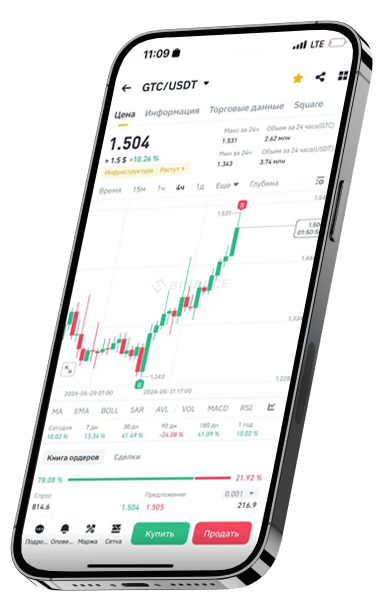 11:09 LTE
GTC/USDT
Цена Информация Торговые данные Square
1.504
≈ 1.5 $ +10.26 %
Инфраструктура · Растут >
Макс за 24ч Объем за 24 часа(GTC)
1.531 2.62 млн
Мин за 24ч Объем за 24 часа(USDT)
1.343 3.74 млн
Время 15м 1ч 4ч 1д Еще Глубина
1.531
S
1.50
01:50:5
BINANCE
1.334
1.228
1.243
B
2024-05-29 01:00 2024-05-31 17:00
MA EMA BOLL SAR AVL VOL MACD RSI
Сегодня 7 дн 30 дн 90 дн 180 дн 1 год
10.02 % 13.34 % 41.49 % -24.08 % 41.09 % 10.02 %
Книга ордеров Сделки
78.08 % 21.92 %
Спрос Предложение 0.001
814.6 1.504 1.505 216.9
Подро... Опове... Маржа Сетка Купить Продать